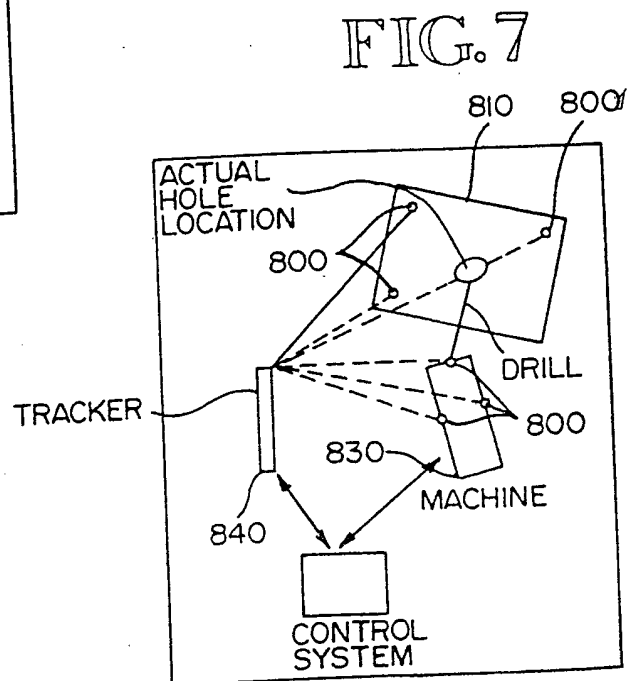 FIG. 7
810
800
ACTUAL
HOLE
LOCATION
800
DRILL
TRACKER
800
830
MACHINE
840
CONTROL
SYSTEM